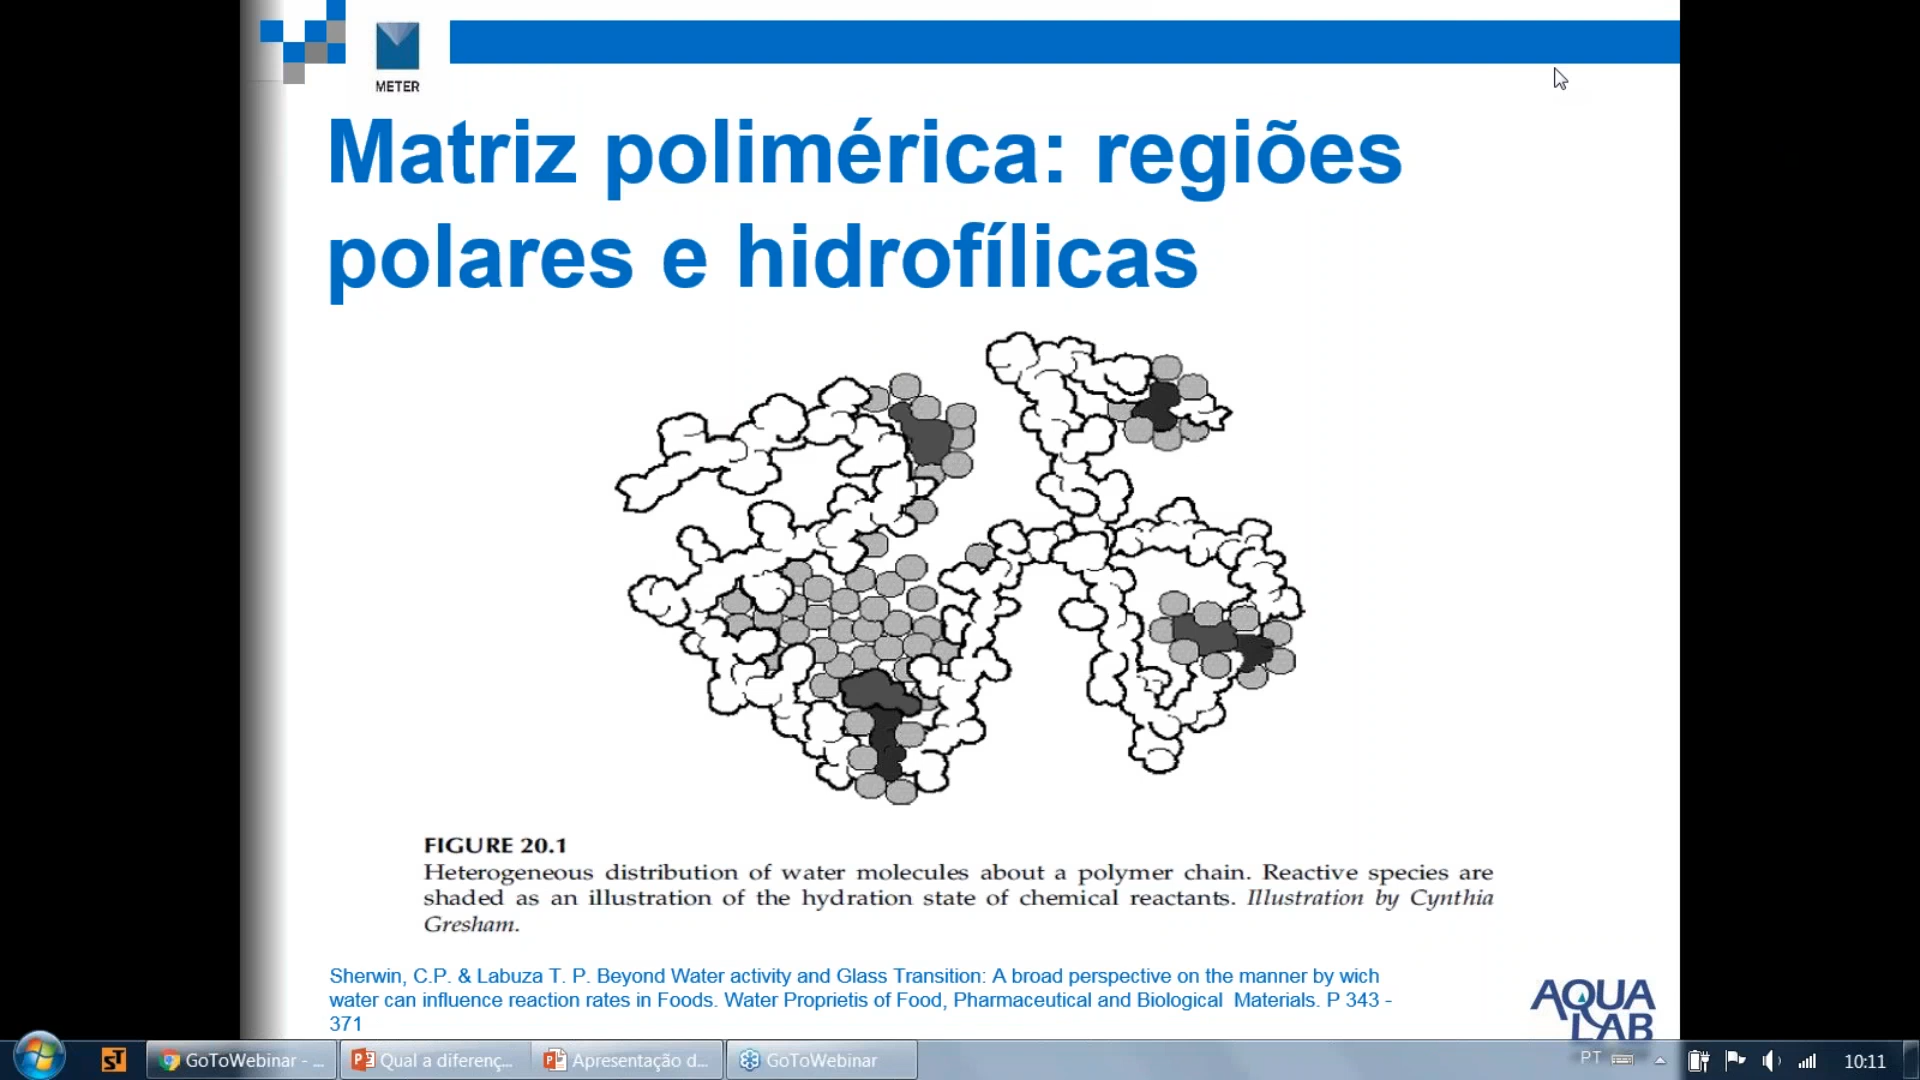 METER
Matriz polimérica: regiões
polares e hidrofílicas
FIGURE 20.1
Heterogeneous distribution of water molecules about a polymer chain. Reactive species are
shaded as an illustration of the hydration state of chemical reactants. Illustration by Cynthia
Gresham.
Sherwin, C.P. & Labuza T. P. Beyond Water activity and Glass Transition: A broad perspective on the manner by wich
water can influence reaction rates in Foods. Water Proprietis of Food, Pharmaceutical and Biological Materials. P 343 -
371
AQUA
LAB
GoToWebinar - ...
Qual a diferenç...
Apresentação d...
GoToWebinar
PT
10:11